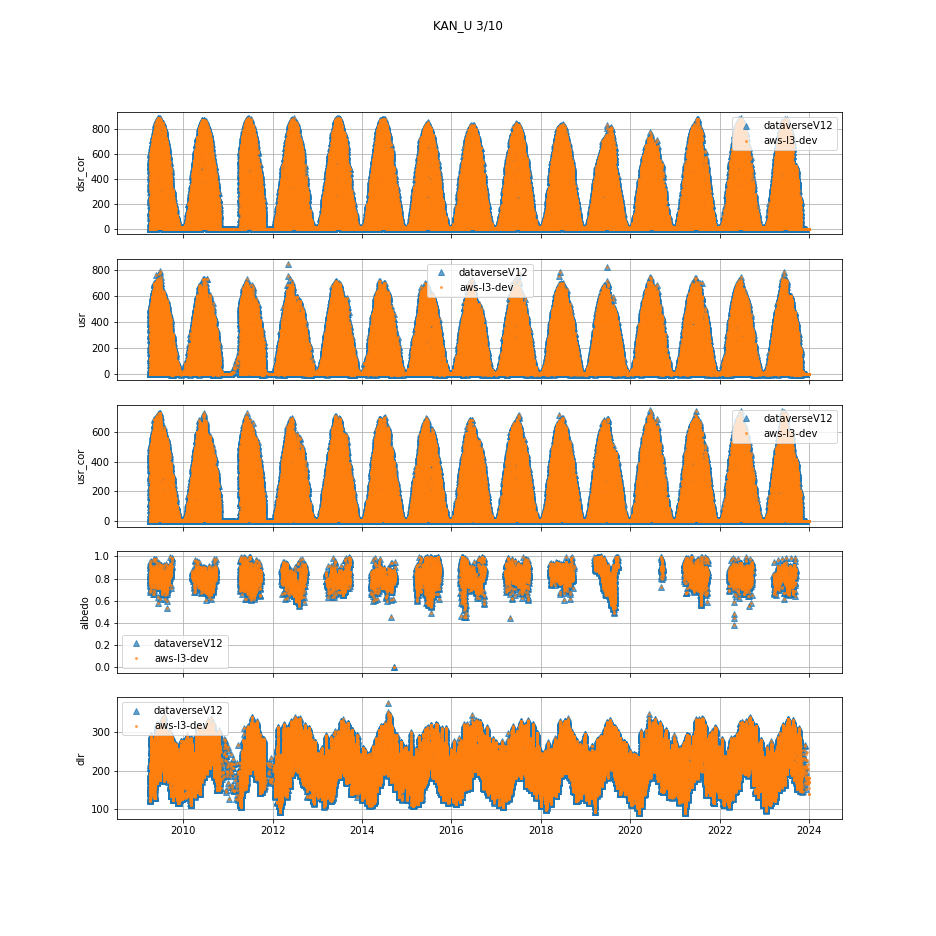 KAN_U 3/10
800
600
400
200
0
dsr_cor
dataverseV12
aws-l3-dev
800
600
400
200
0
usr
dataverseV12
aws-l3-dev
600
400
200
0
usr_cor
dataverseV12
aws-l3-dev
1.0
0.8
0.6
0.4
0.2
0.0
albedo
dataverseV12
aws-l3-dev
300
200
100
dlr
dataverseV12
aws-l3-dev
2010 2012 2014 2016 2018 2020 2022 2024